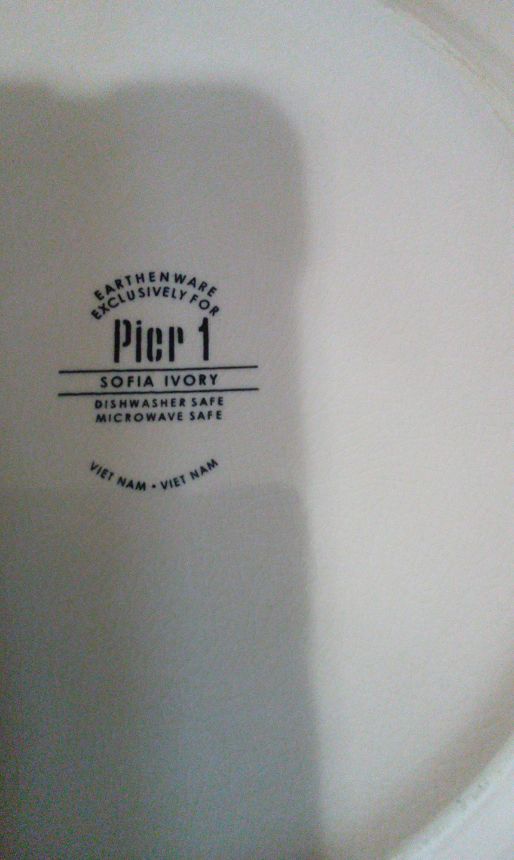 EARTHENWARE
EXCLUSIVELY FOR
Pier 1
SOFIA IVORY
DISHWASHER SAFE
MICROWAVE SAFE
VIET NAM • VIET NAM